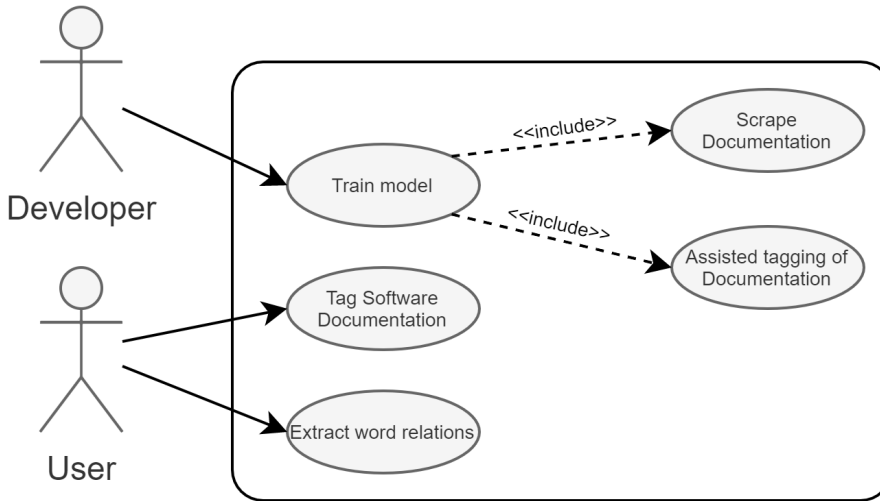 Developer
User
Train model
<<include>>
Scrape
Documentation
<<include>>
Assisted tagging of
Documentation
Tag Software
Documentation
Extract word relations